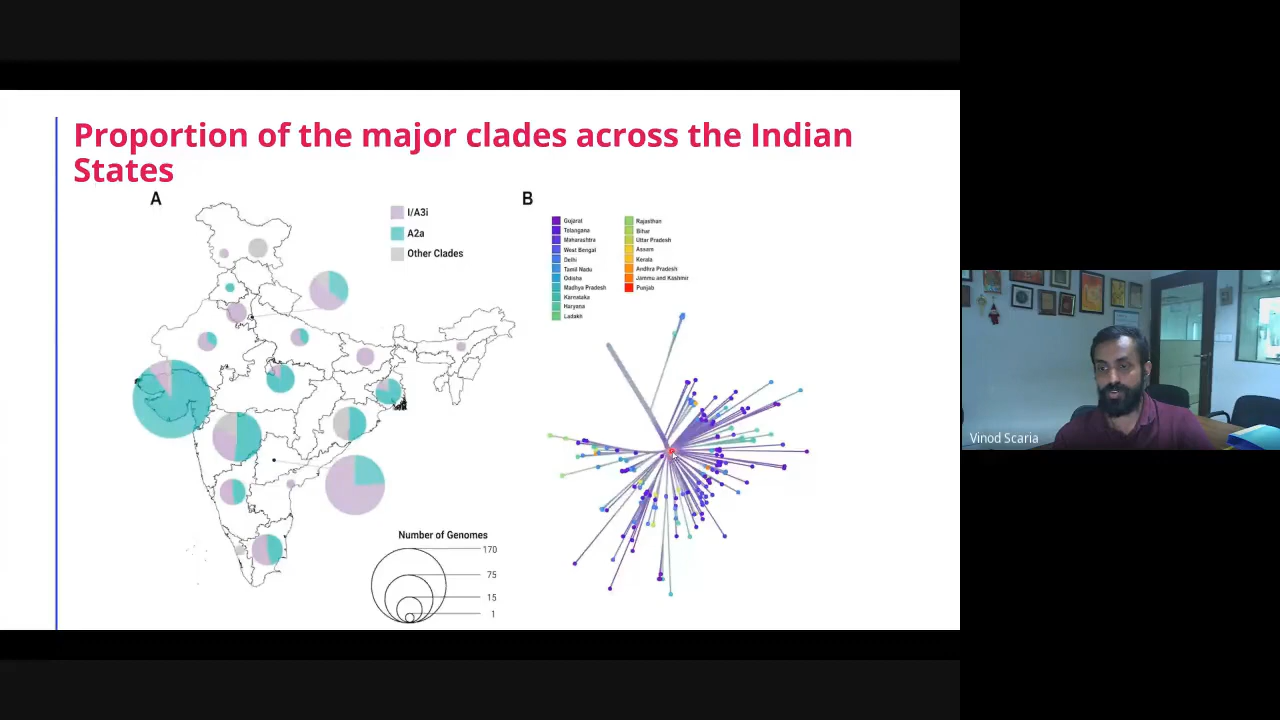 Proportion of the major clades across the Indian
States
A
I/A3i
A2a
Other Clades
Number of Genomes
170
75
15
1
B
Gujarat
Telangana
Maharashtra
West Bengal
Delhi
Tamil Nadu
Odisha
Madhya Pradesh
Karnataka
Haryana
Ladakh
Rajasthan
Bihar
Uttar Pradesh
Assam
Kerala
Andhra Pradesh
Jammu and Kashmir
Punjab
Vinod Scaria